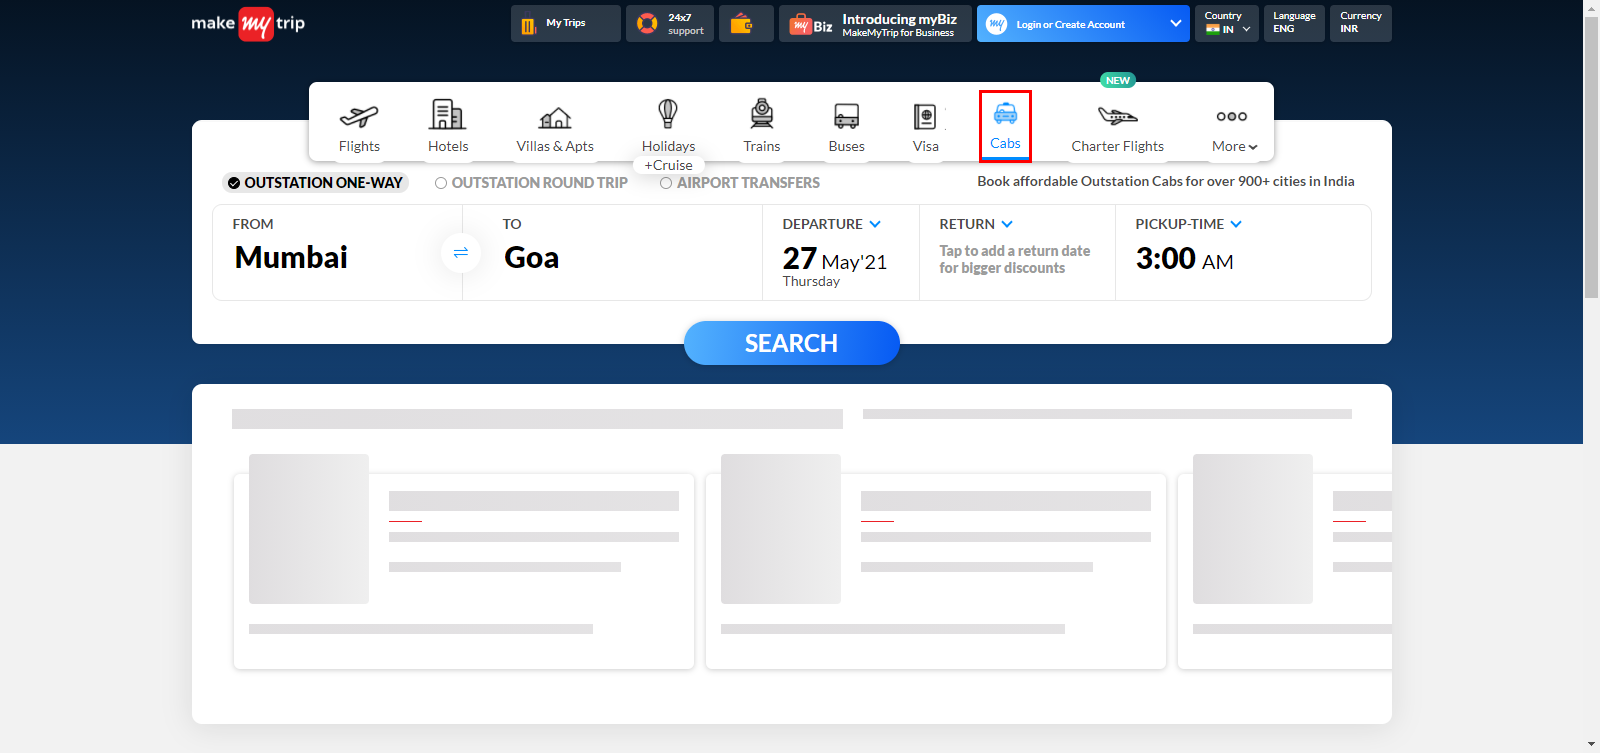 make my trip
My Trips
24x7
support
my Biz
Introducing myBiz
MakeMyTrip for Business
my
Login or Create Account
Country
IN
Language
ENG
Currency
INR
NEW
Flights
Hotels
Villas & Apts
Holidays
+Cruise
Trains
Buses
Visa
Cabs
Charter Flights
More
OUTSTATION ONE-WAY
OUTSTATION ROUND TRIP
AIRPORT TRANSFERS
Book affordable Outstation Cabs for over 900+ cities in India
FROM
Mumbai
TO
Goa
DEPARTURE
27 May'21
Thursday
RETURN
Tap to add a return date
for bigger discounts
PICKUP-TIME
3:00 AM
SEARCH